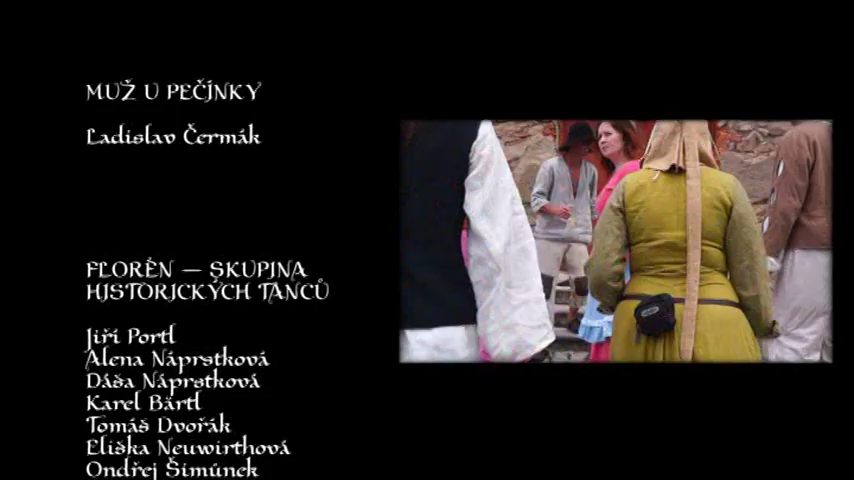 MUŽ U PEČÍNKY
Ladislav Čermák
FLORÈN — SKUPINA
HISTORICKÝCH TANCŮ
Jiří Portl
Alena Náprstková
Dáša Náprstková
Karel Bärtl
Tomáš Dvořák
Eliška Neuwirthová
Ondřej Šimůnek